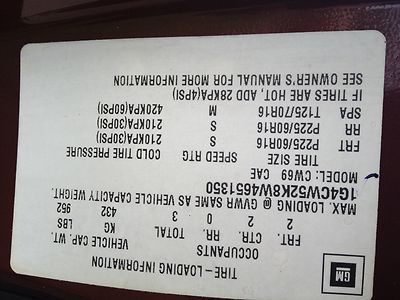 GM
TIRE-LOADING INFORMATION
OCCUPANTS VEHICLE CAP. WT.
FRT. CTR. RR TOTAL KG LBS
2 2 0 3 432 952
MAX. LOADING @ GVWR SAME AS VEHICLE CAPACITY WEIGHT.
1G4CW52K8W4651350
MODEL: CW69 CAE
TIRE SIZE SPEED RTG COLD TIRE PRESSURE
FRT P225/60R16 S 210KPA(30PSI)
RR P225/60R16 S 210KPA(30PSI)
SPA T125/70R16 M 420KPA(60PSI)
IF TIRES ARE HOT, ADD 28KPA(4PSI)
SEE OWNER'S MANUAL FOR MORE INFORMATION